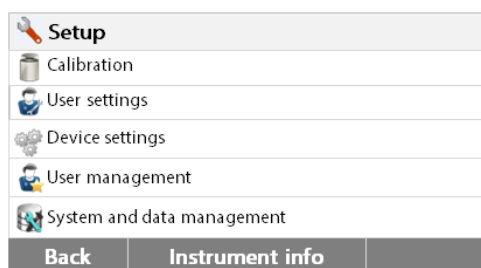 Setup
Calibration
User settings
Device settings
User management
System and data management
Back Instrument info